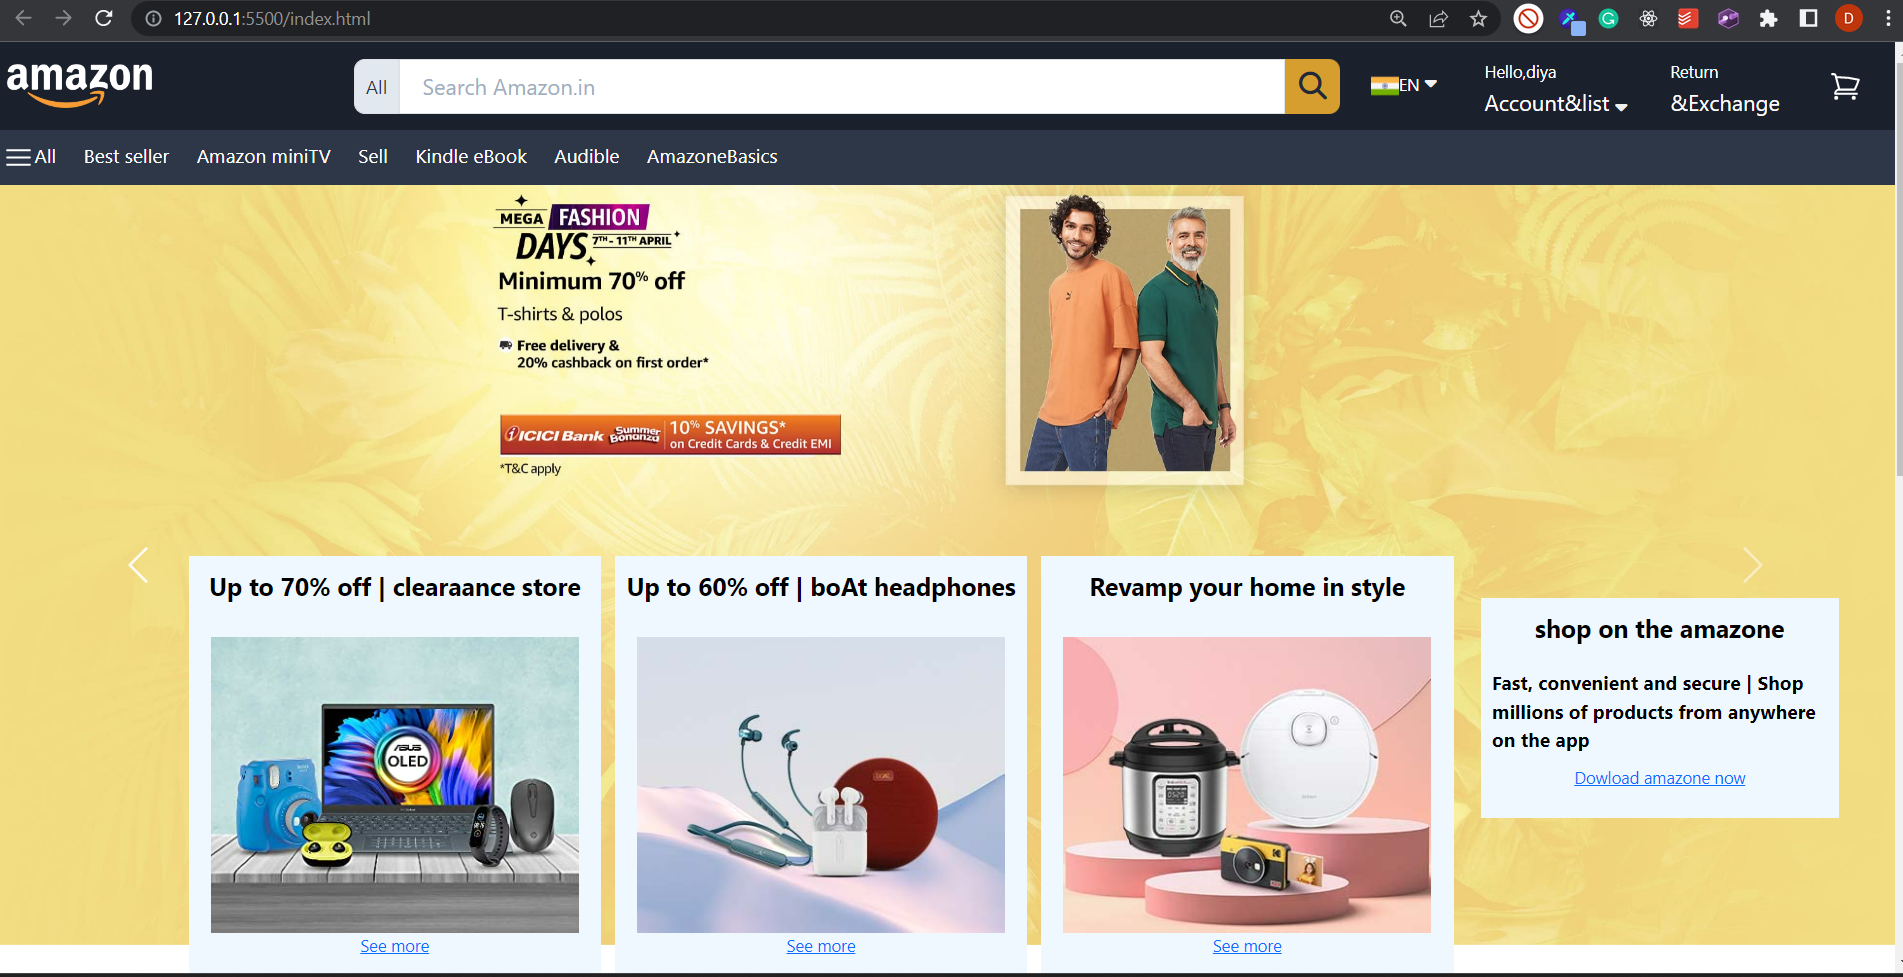 127.0.0.1:5500/index.html
D
amazon
All
Search Amazon.in
EN
Hello,diya
Account&list
Return
&Exchange
All
Best seller
Amazon miniTV
Sell
Kindle eBook
Audible
AmazoneBasics
MEGA FASHION
DAYS 7TH - 11TH APRIL
Minimum 70% off
T-shirts & polos
Free delivery &
20% cashback on first order*
ICICI Bank Summer Bonanza 10% SAVINGS*
on Credit Cards & Credit EMI
*T&C apply
Up to 70% off | clearaance store
ASUS
OLED
See more
Up to 60% off | boAt headphones
boAt
See more
Revamp your home in style
Kodak
See more
shop on the amazone
Fast, convenient and secure | Shop
millions of products from anywhere
on the app
Dowload amazone now